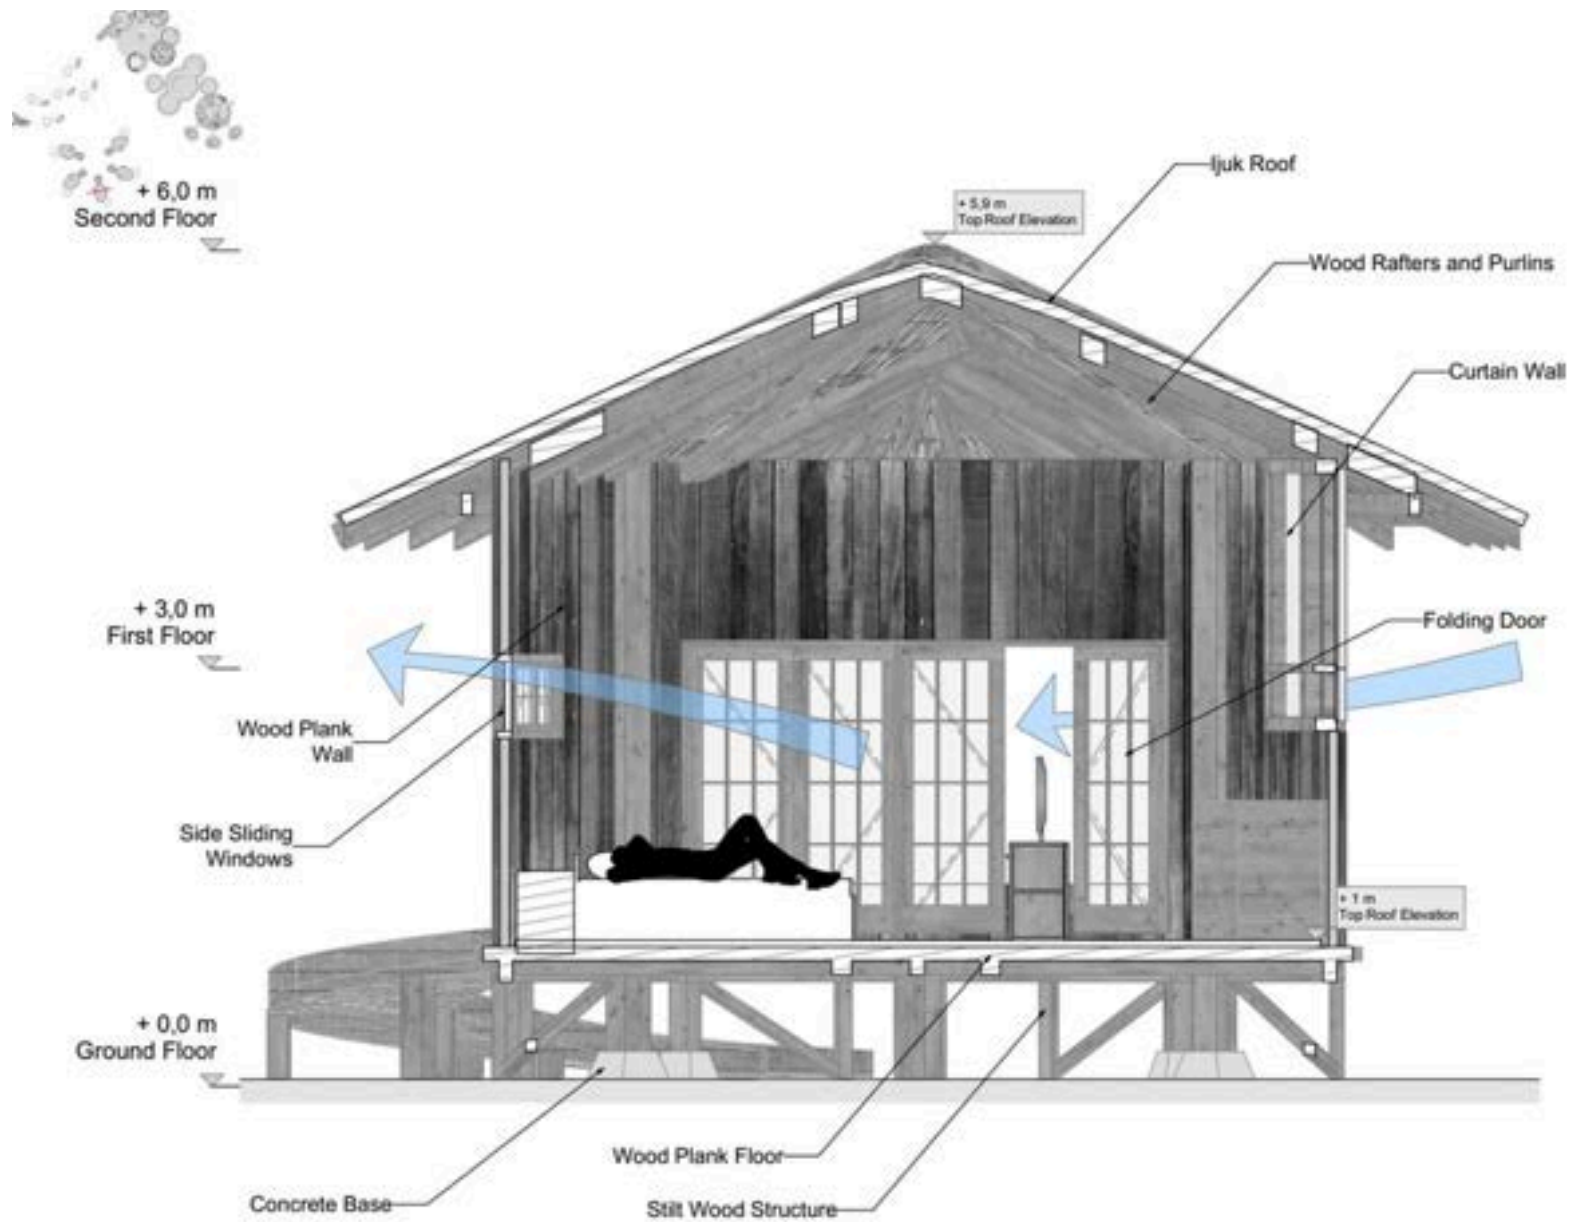 + 6,0 m
Second Floor
Ijuk Roof
+ 5,9 m
Top Roof Elevation
Wood Rafters and Purlins
Curtain Wall
+ 3,0 m
First Floor
Folding Door
Wood Plank
Wall
Side Sliding
Windows
+ 1 m
Top Roof Elevation
+ 0,0 m
Ground Floor
Wood Plank Floor
Concrete Base
Stilt Wood Structure